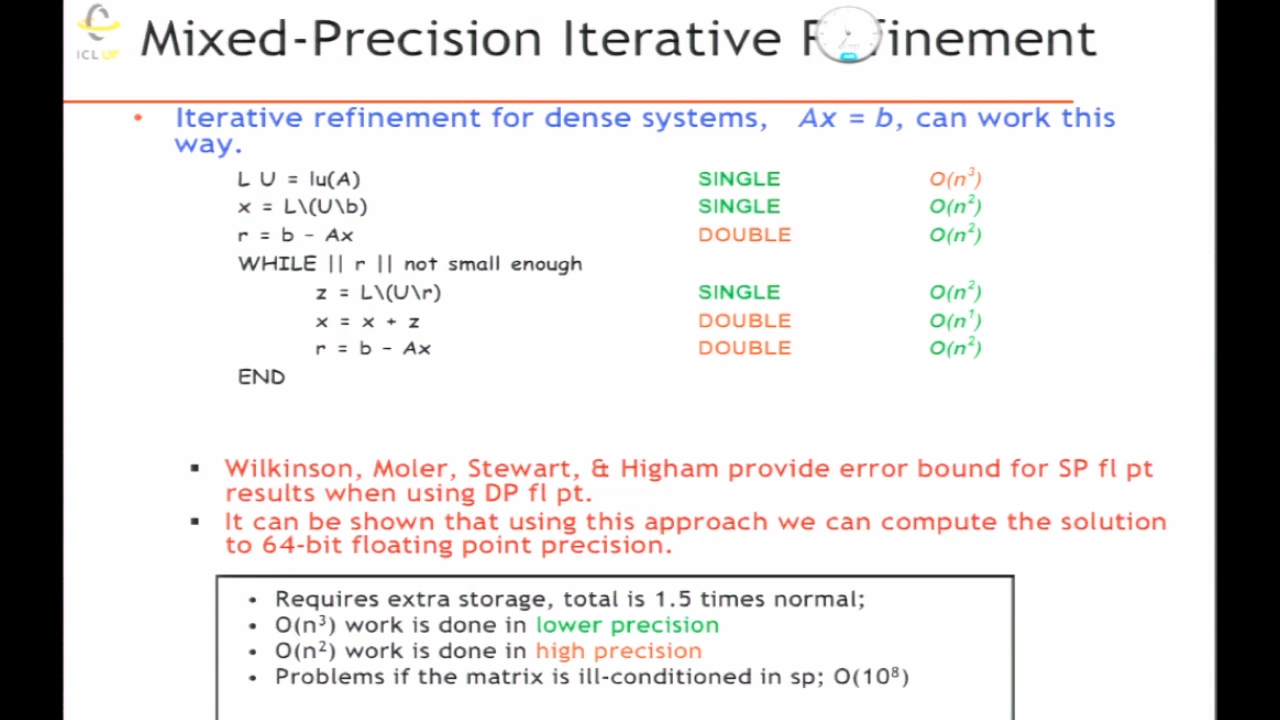 ICL UT
Mixed-Precision Iterative Refinement
• Iterative refinement for dense systems, Ax = b, can work this
way.
L U = lu(A) SINGLE O(n³)
x = L\(U\b) SINGLE O(n²)
r = b - Ax DOUBLE O(n²)
WHILE || r || not small enough
z = L\(U\r) SINGLE O(n²)
x = x + z DOUBLE O(n¹)
r = b - Ax DOUBLE O(n²)
END
▪ Wilkinson, Moler, Stewart, & Higham provide error bound for SP fl pt
results when using DP fl pt.
▪ It can be shown that using this approach we can compute the solution
to 64-bit floating point precision.
• Requires extra storage, total is 1.5 times normal;
• O(n³) work is done in lower precision
• O(n²) work is done in high precision
• Problems if the matrix is ill-conditioned in sp; O(10⁸)